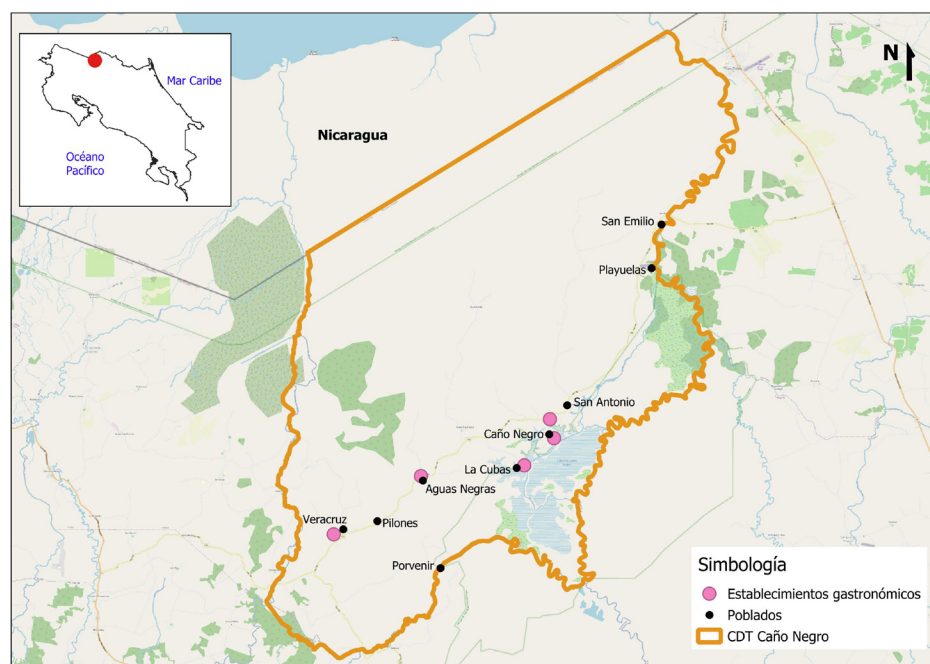 Mar Caribe
Océano
Pacífico
Nicaragua
N
San Emilio
Playuelas
San Antonio
Caño Negro
La Cubas
Aguas Negras
Veracruz
Pilones
Porvenir
Simbología
Establecimientos gastronómicos
Poblados
CDT Caño Negro